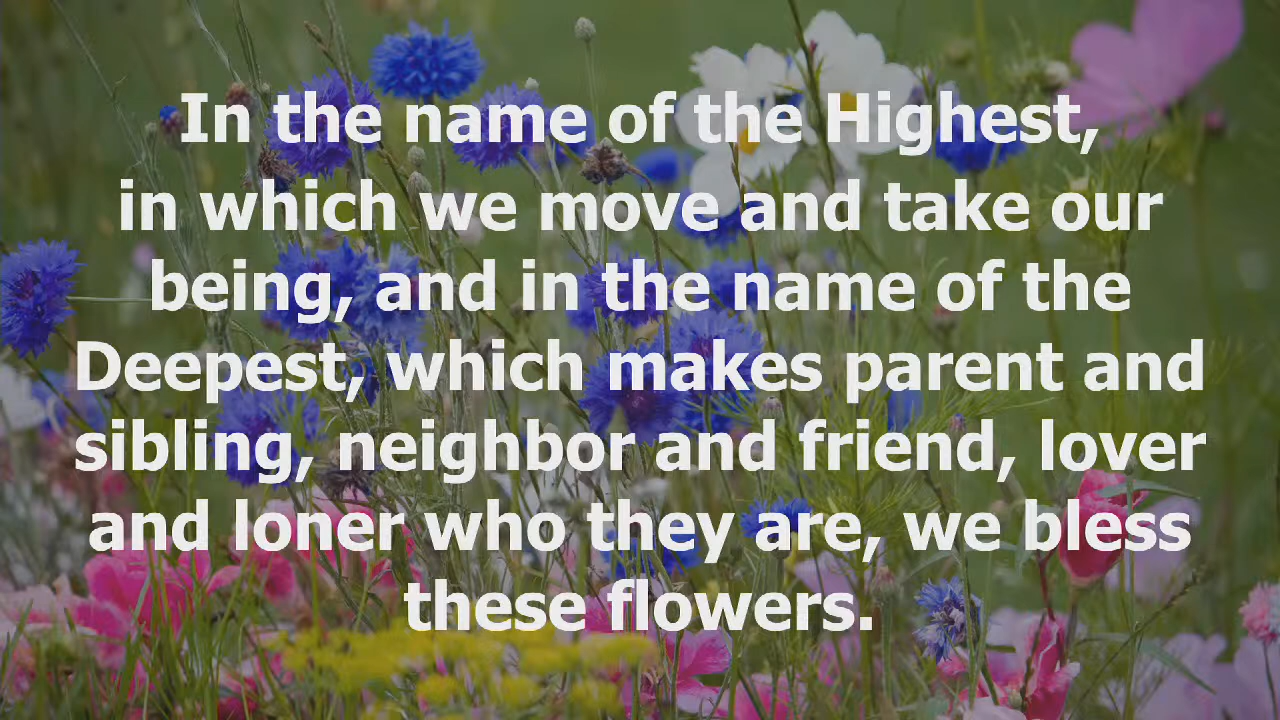 In the name of the Highest,
in which we move and take our
being, and in the name of the
Deepest, which makes parent and
sibling, neighbor and friend, lover
and loner who they are, we bless
these flowers.